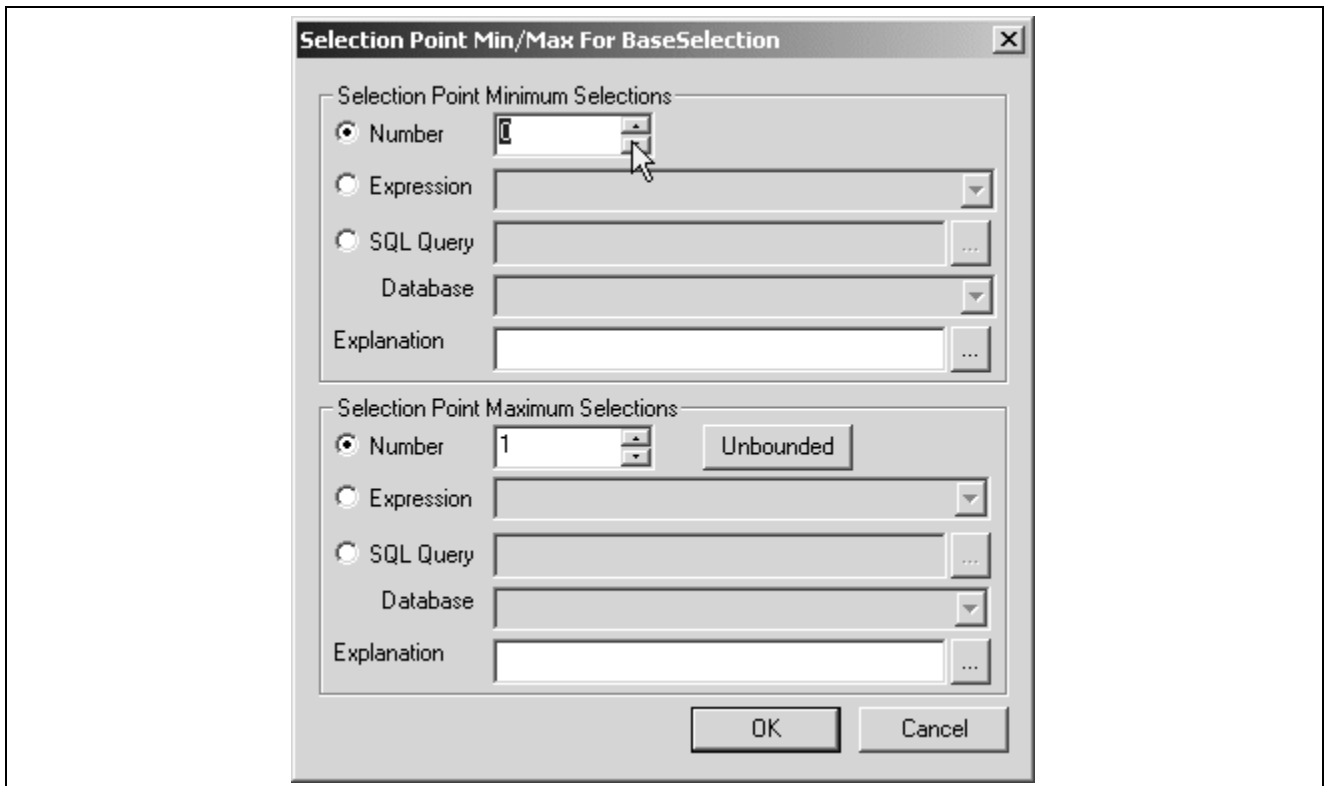 Selection Point Min/Max For BaseSelection
Selection Point Minimum Selections
Number 0
Expression
SQL Query ...
Database
Explanation ...
Selection Point Maximum Selections
Number 1 Unbounded
Expression
SQL Query ...
Database
Explanation ...
OK Cancel